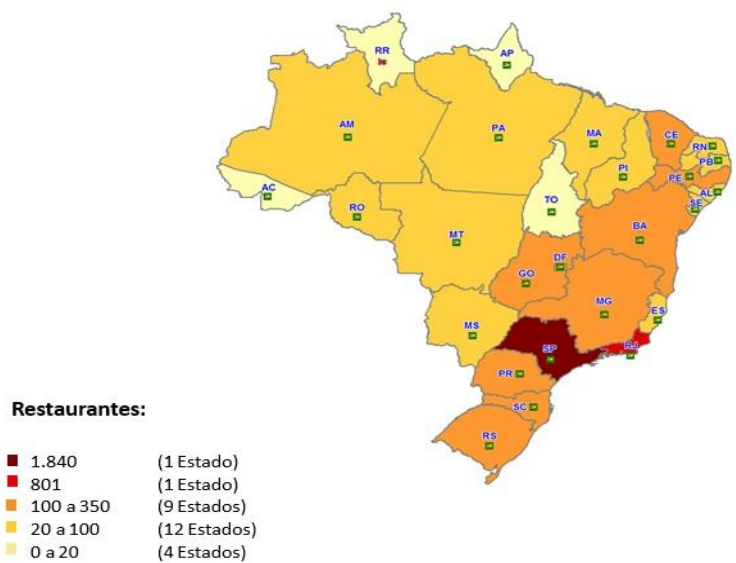 RR
AP
AM
PA
MA
CE
RN
PB
PI
PE
AL
SE
AC
RO
TO
BA
MT
DF
GO
MG
ES
MS
SP
RJ
PR
SC
RS
Restaurantes:
1.840 (1 Estado)
801 (1 Estado)
100 a 350 (9 Estados)
20 a 100 (12 Estados)
0 a 20 (4 Estados)